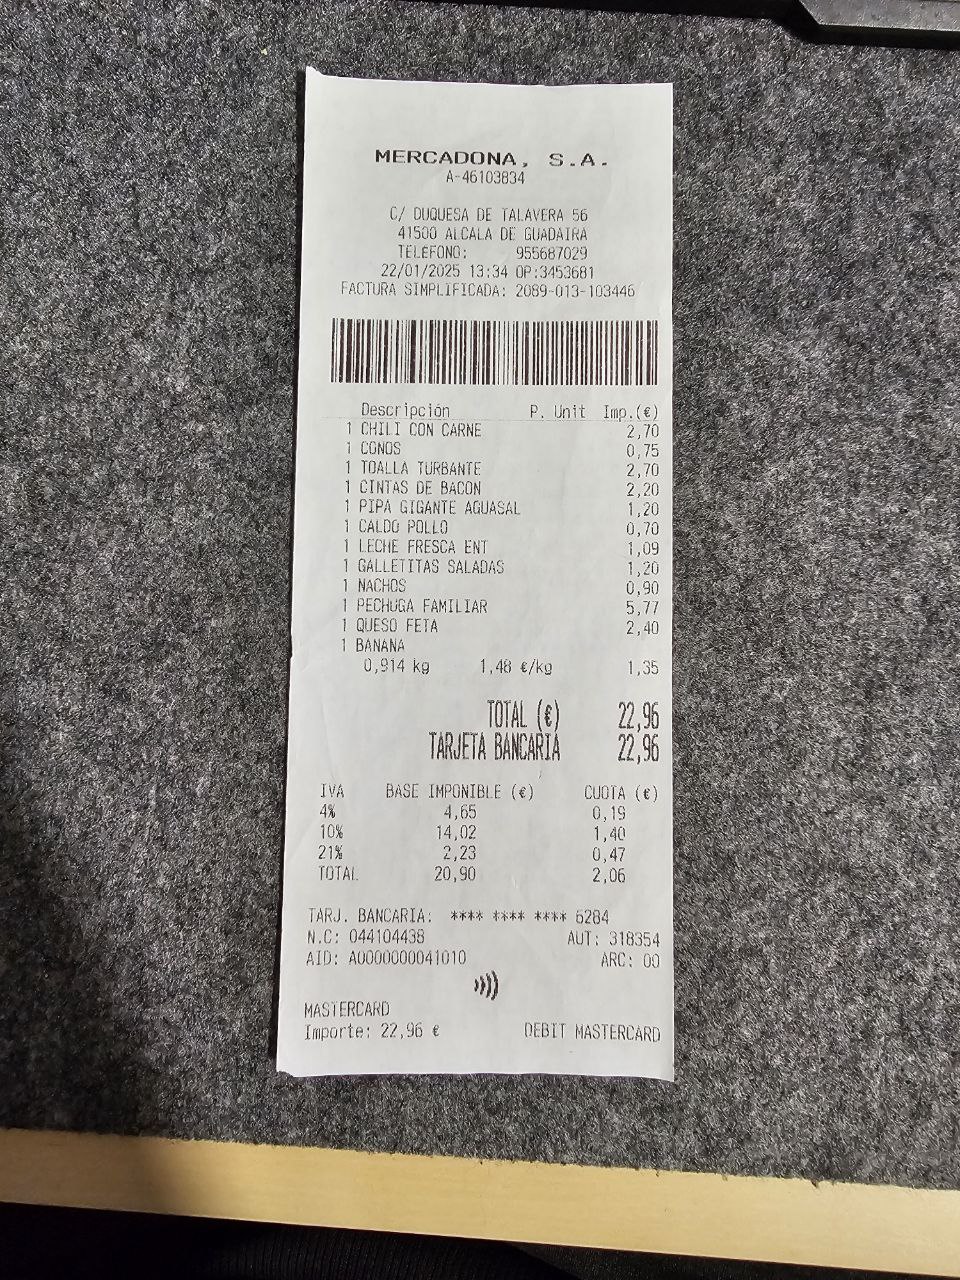 MERCADONA, S.A.
A-46103834
C/ DUQUESA DE TALAVERA 56
41500 ALCALA DE GUADAIRA
TELEFONO: 955687029
22/01/2025 13:34 OP:3453681
FACTURA SIMPLIFICADA: 2089-013-103446
Descripción P. Unit Imp.(€)
1 CHILI CON CARNE 2,70
1 CONOS 0,75
1 TOALLA TURBANTE 2,70
1 CINTAS DE BACON 2,20
1 PIPA GIGANTE AGUASAL 1,20
1 CALDO POLLO 0,70
1 LECHE FRESCA ENT 1,09
1 GALLETITAS SALADAS 1,20
1 NACHOS 0,90
1 PECHUGA FAMILIAR 5,77
1 QUESO FETA 2,40
1 BANANA
0,914 kg 1,48 €/kg 1,35
TOTAL (€) 22,96
TARJETA BANCARIA 22,96
IVA BASE IMPONIBLE (€) CUOTA (€)
4% 4,65 0,19
10% 14,02 1,40
21% 2,23 0,47
TOTAL 20,90 2,06
TARJ. BANCARIA: **** **** **** 6284
N.C: 044104438 AUT: 318354
AID: A0000000041010 ARC: 00
MASTERCARD
Importe: 22,96 € DEBIT MASTERCARD